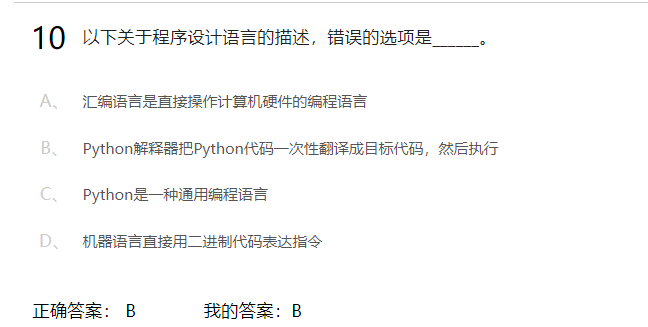 10 以下关于程序设计语言的描述，错误的选项是______。
A、 汇编语言是直接操作计算机硬件的编程语言
B、 Python解释器把Python代码一次性翻译成目标代码，然后执行
C、 Python是一种通用编程语言
D、 机器语言直接用二进制代码表达指令
正确答案： B 我的答案：B